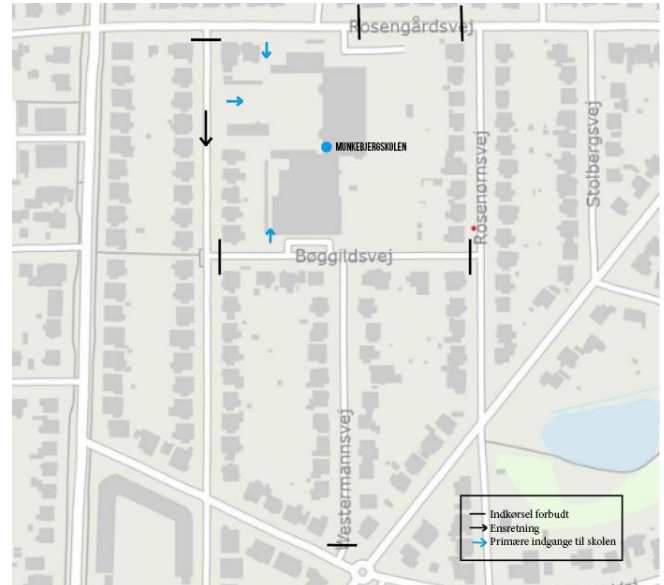 Rosengårdsvej
Stolbergsvej
MUNKEBJERGSKOLEN
Rosenørnsvej
Bøggildsvej
Westermannsvej
Indkørsel forbudt
Ensretning
Primære indgange til skolen